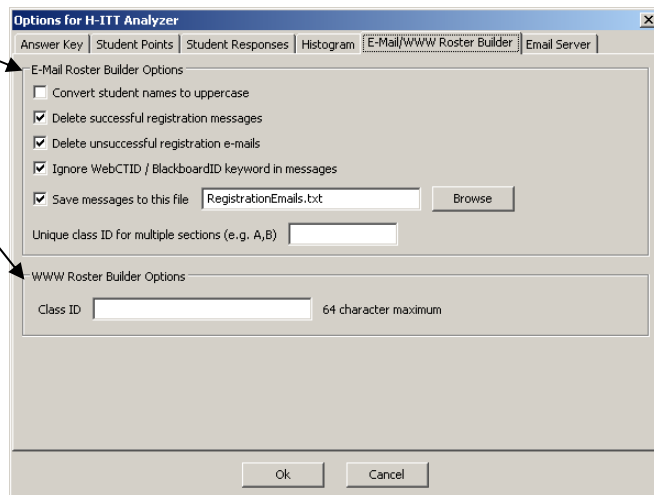 Options for H-ITT Analyzer
Answer Key Student Points Student Responses Histogram E-Mail/WWW Roster Builder Email Server
E-Mail Roster Builder Options
Convert student names to uppercase
Delete successful registration messages
Delete unsuccessful registration e-mails
Ignore WebCTID / BlackboardID keyword in messages
Save messages to this file RegistrationEmails.txt Browse
Unique class ID for multiple sections (e.g. A,B)
WWW Roster Builder Options
Class ID 64 character maximum
Ok Cancel